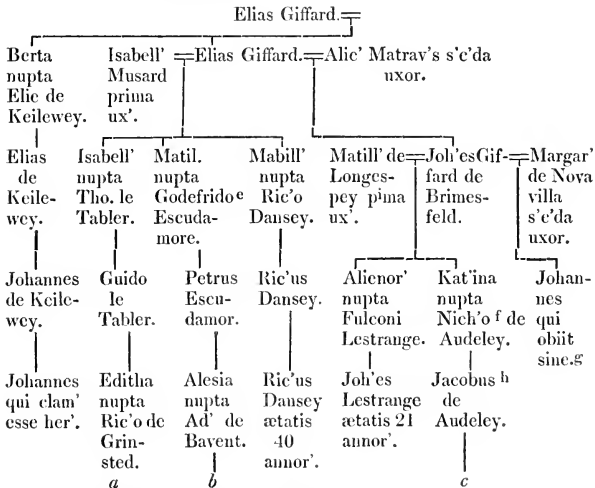 Elias Giffard.
Berta
nupta
Elie de
Keilewey.
Isabell'
Musard
prima
ux'.
Elias Giffard.
Alic' Matrav's s'c'da
uxor.
Elias
de
Keile-
wey.
Isabell'
nupta
Tho. le
Tabler.
Matil.
nupta
Godefrido e
Escuda-
more.
Mabill'
nupta
Ric'o
Dansey.
Matill' de
Longes-
pey pima
ux'.
Joh'es Gif-
fard de
Brimes-
feld.
Margar'
de Nova
villa
s'c'da
uxor.
Johannes
de Keile-
wey.
Guido
le
Tabler.
Petrus
Escu-
damor.
Ric'us
Dansey.
Alienor'
nupta
Fulconi
Lestrange.
Kat'ina
nupta
Nich'o f de
Audeley.
Johan-
nes
qui
obiit
sine.g
Johannes
qui clam'
esse her'.
Editha
nupta
Ric'o de
Grin-
sted.
a
Alesia
nupta
Ad' de
Bavent.
b
Ric'us
Dansey
ætatis
40
annor'.
Joh'es
Lestrange
ætatis 21
annor'.
Jacobus h
de
Audeley.
c